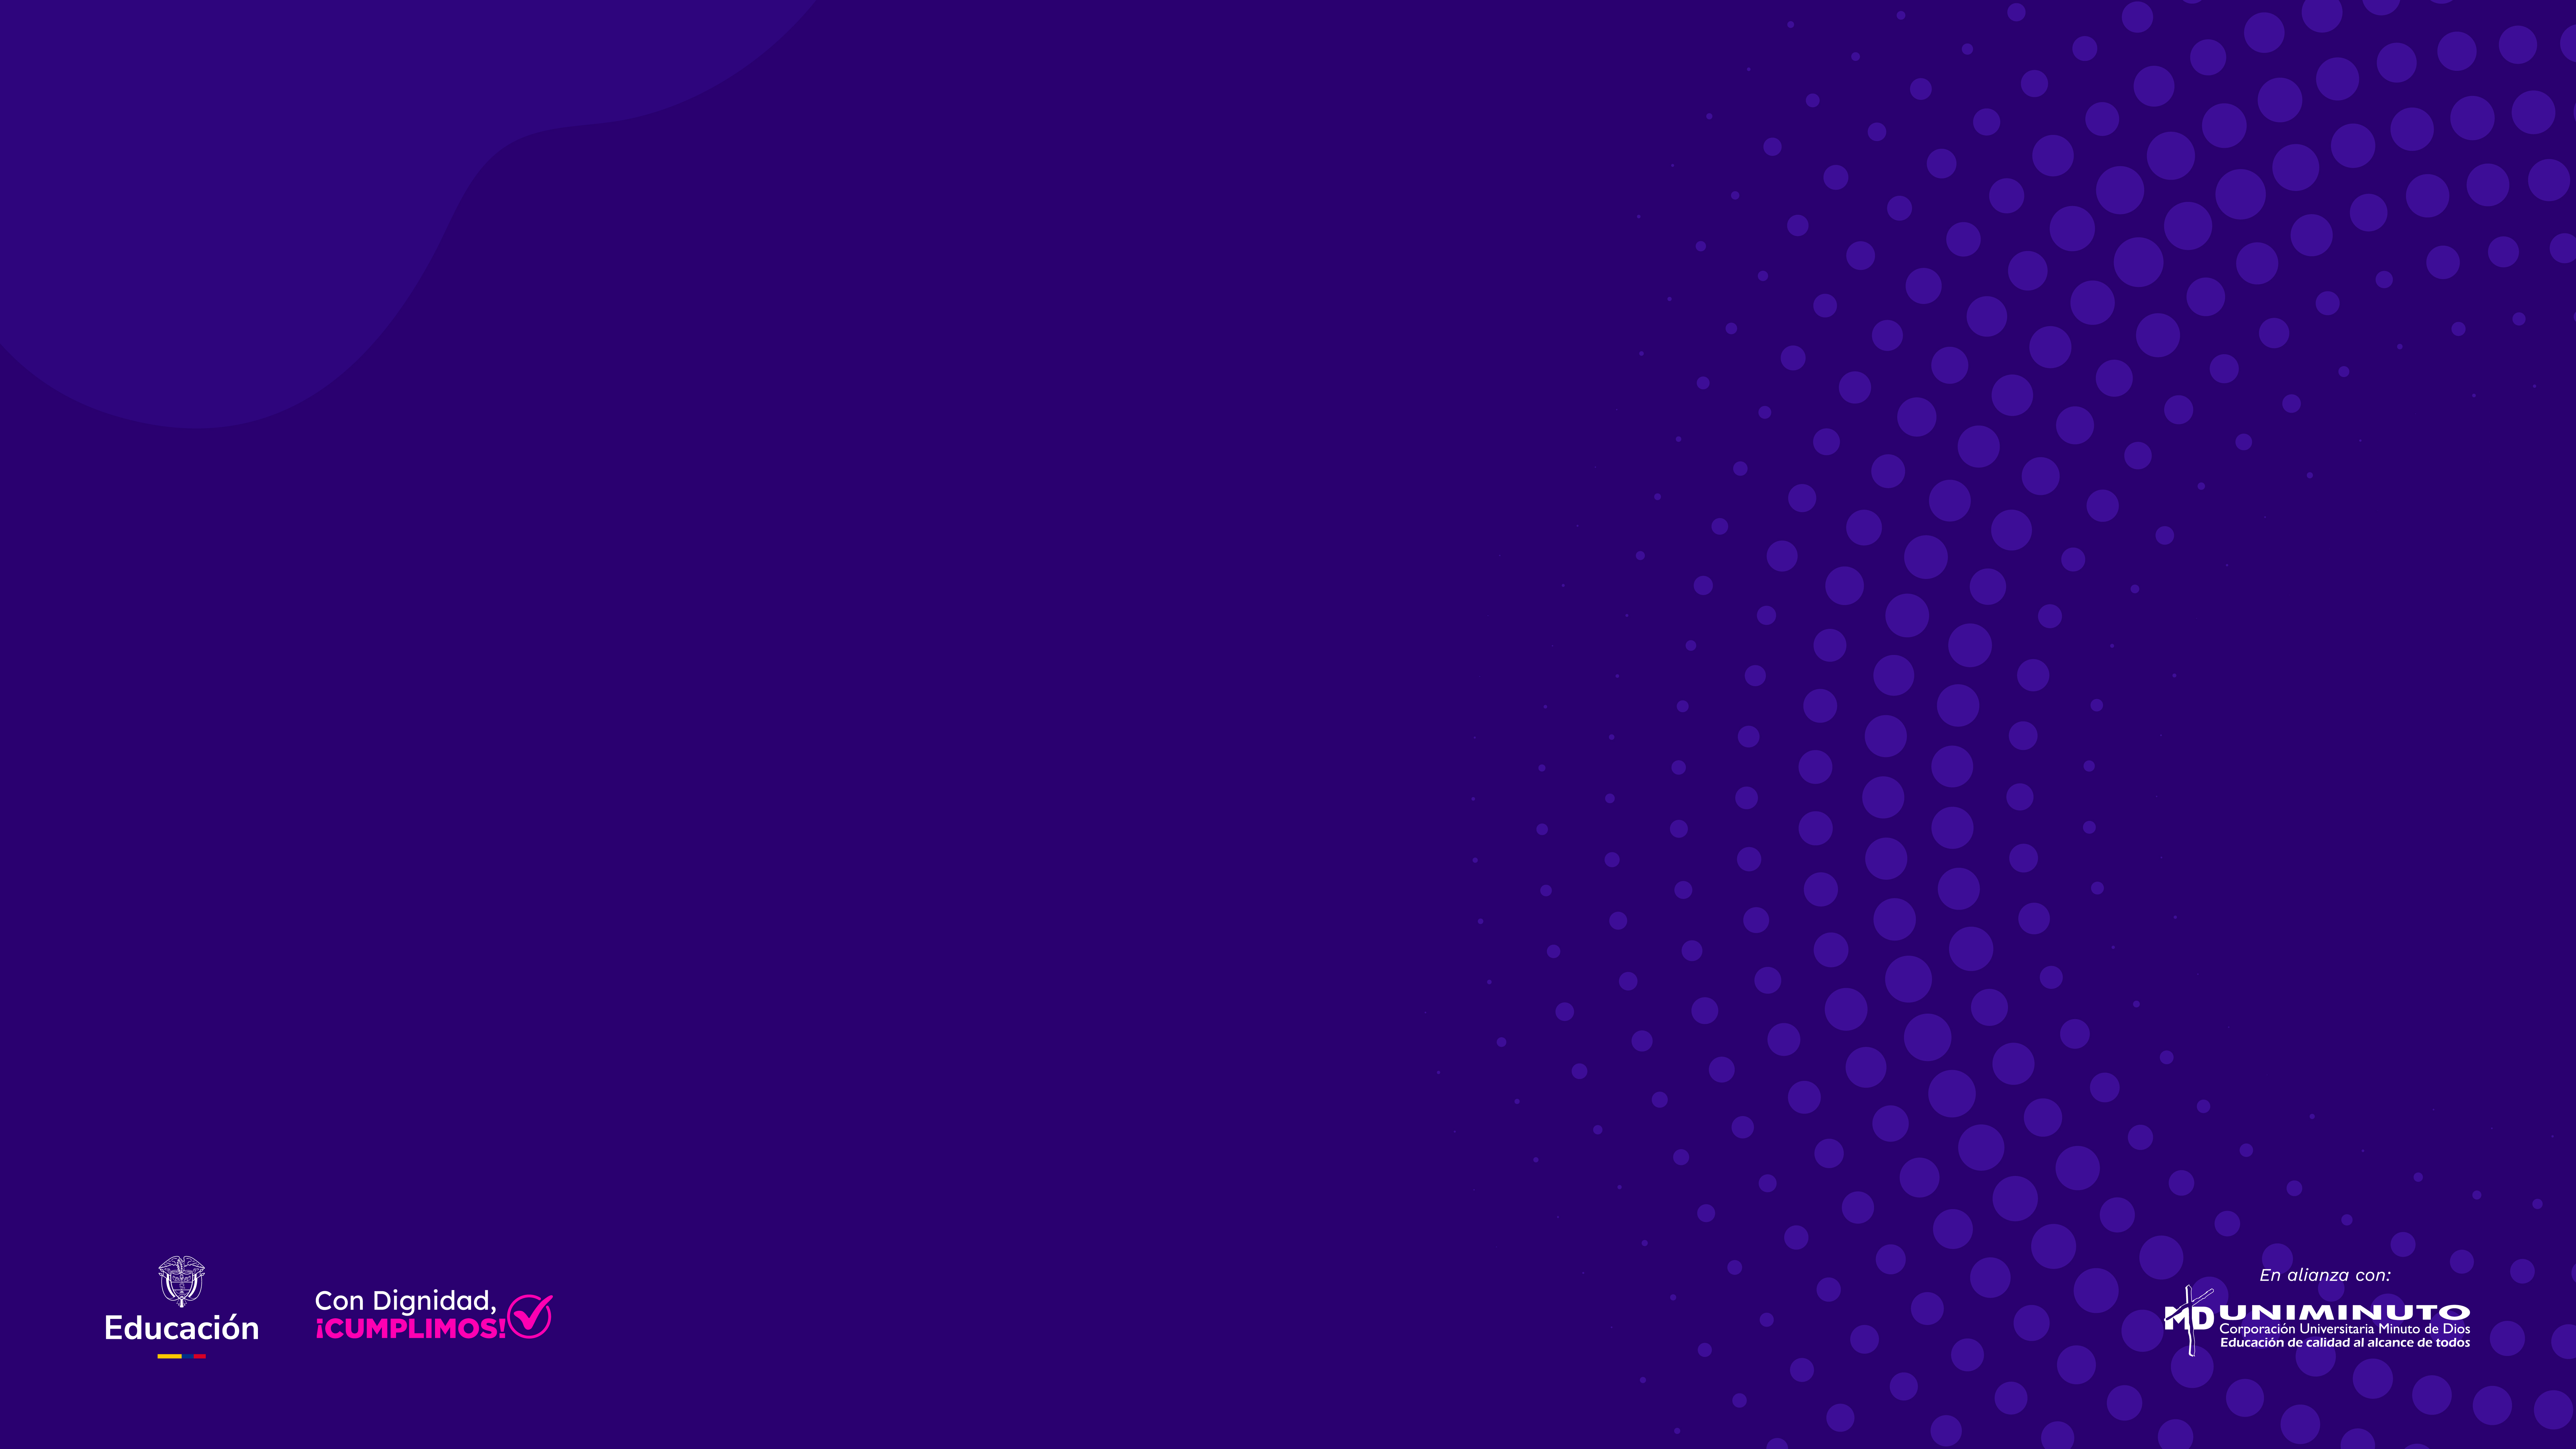 Educación
Con Dignidad,
¡CUMPLIMOS!
En alianza con:
MD UNIMINUTO
Corporación Universitaria Minuto de Dios
Educación de calidad al alcance de todos